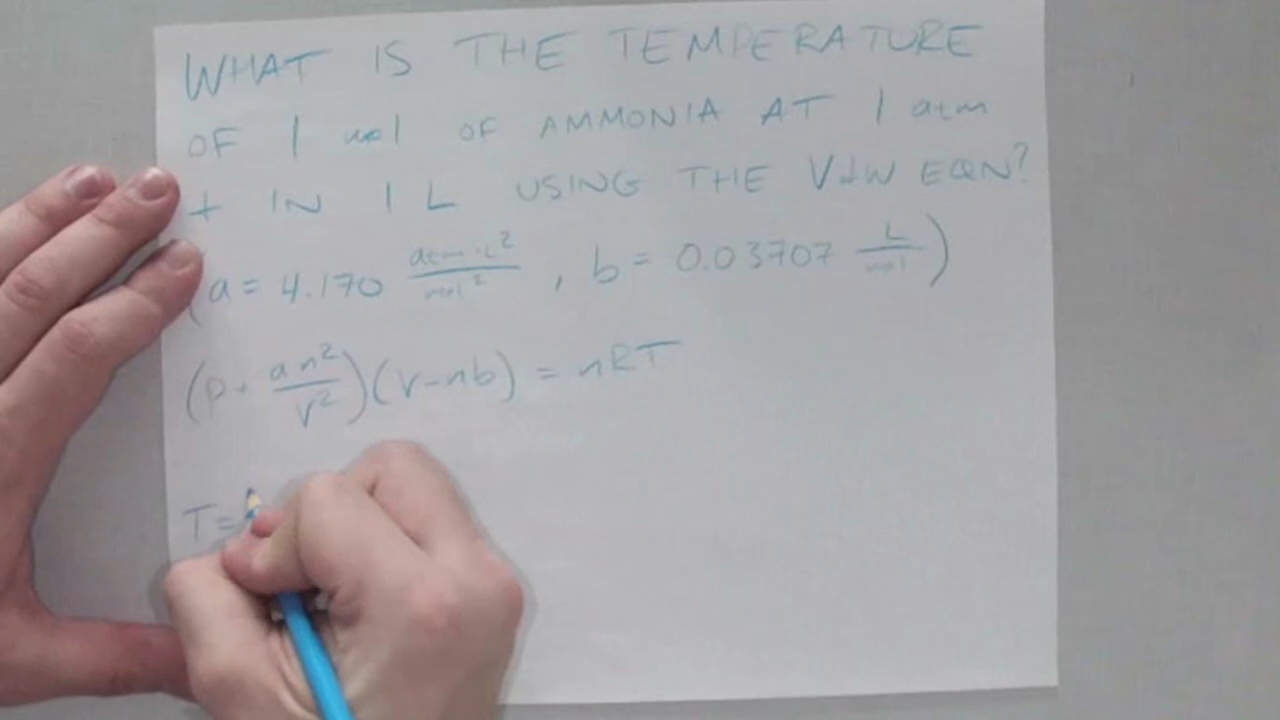 WHAT IS THE TEMPERATURE
OF 1 mol OF AMMONIA AT 1 atm
+ IN 1 L USING THE VdW EQN?
(a = 4.170 atm·L²/mol², b = 0.03707 L/mol)
(P + an²/V²)(V-nb) = nRT
T=